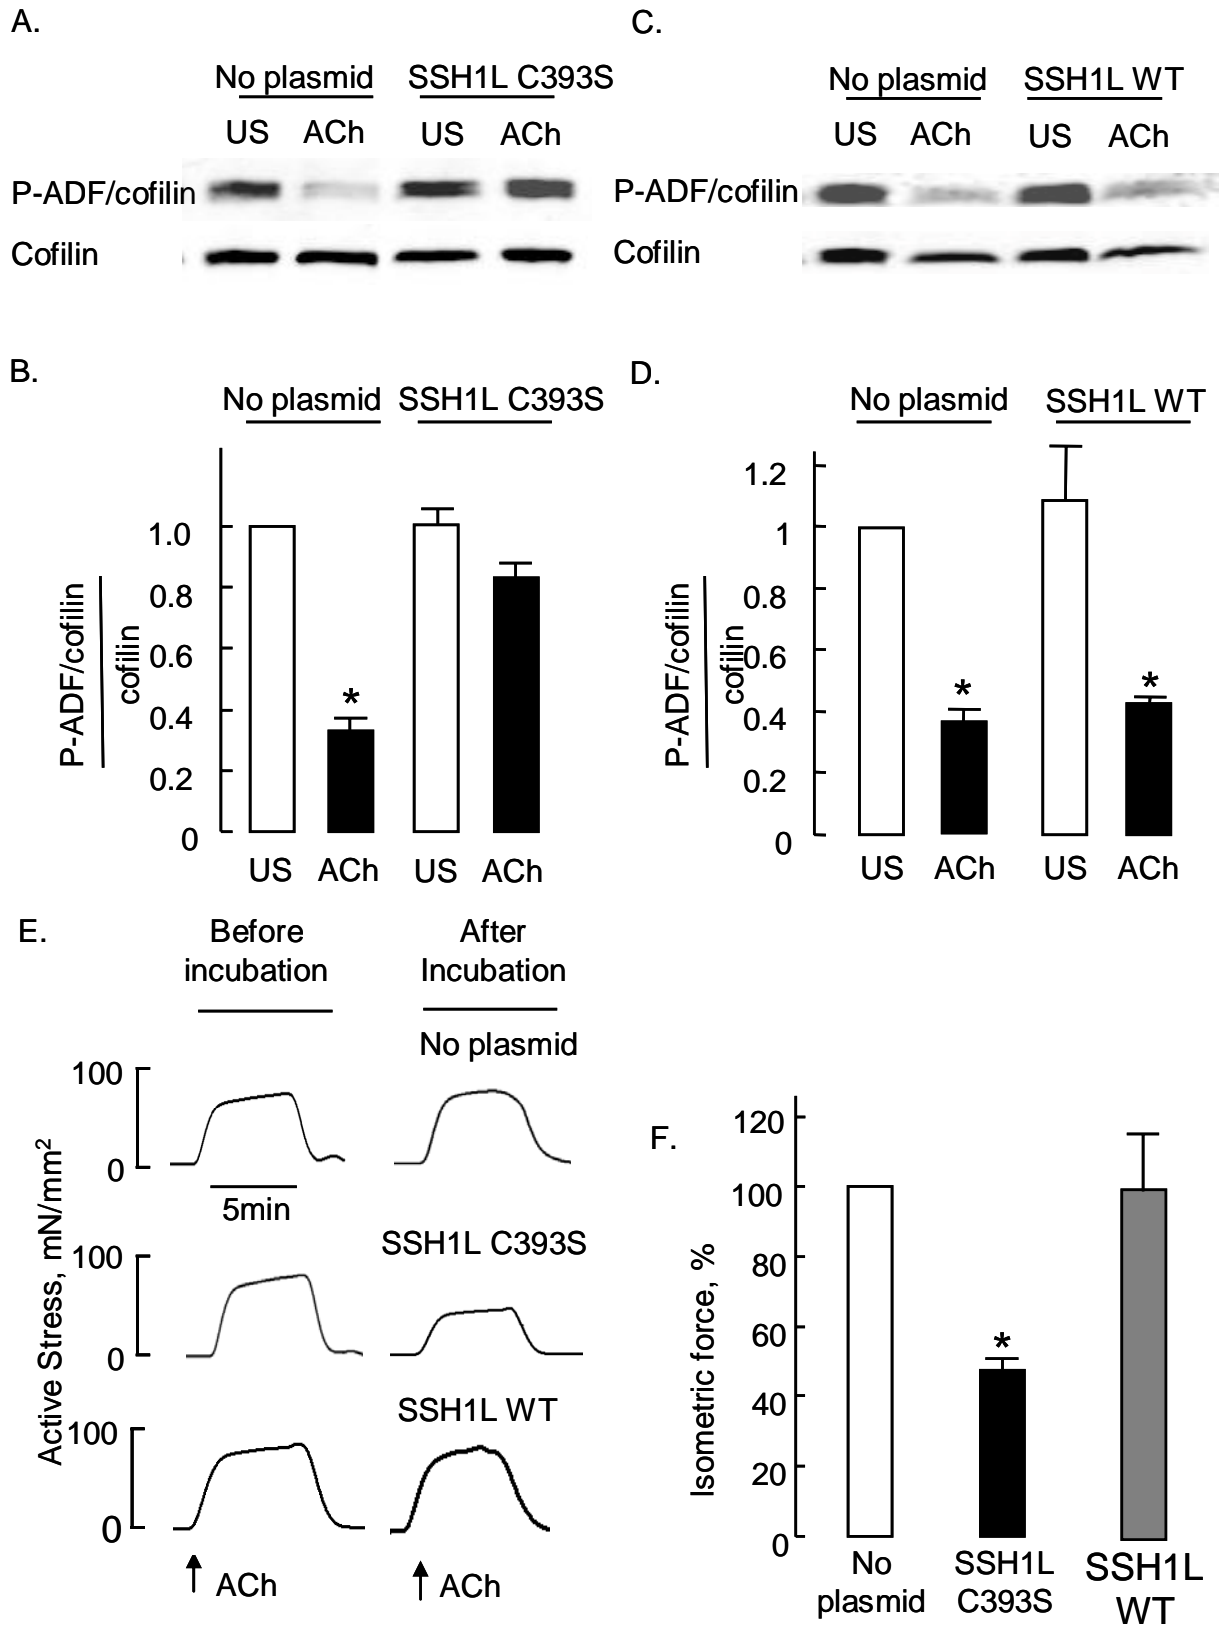 A.
No plasmid SSH1L C393S
US ACh US ACh
P-ADF/cofilin
Cofilin
C.
No plasmid SSH1L WT
US ACh US ACh
P-ADF/cofilin
Cofilin
B.
No plasmid SSH1L C393S
P-ADF/cofilin
cofilin
1.0
0.8
0.6
0.4
0.2
0
*
US ACh US ACh
D.
No plasmid SSH1L WT
P-ADF/cofilin
cofilin
1.2
1
0.8
0.6
0.4
0.2
0
* *
US ACh US ACh
E.
Before
incubation
After
Incubation
No plasmid
Active Stress, mN/mm²
100
0
5min
SSH1L C393S
100
0
SSH1L WT
100
0
ACh ACh
F.
Isometric force, %
120
100
80
60
40
20
0
*
No
plasmid
SSH1L
C393S
SSH1L
WT